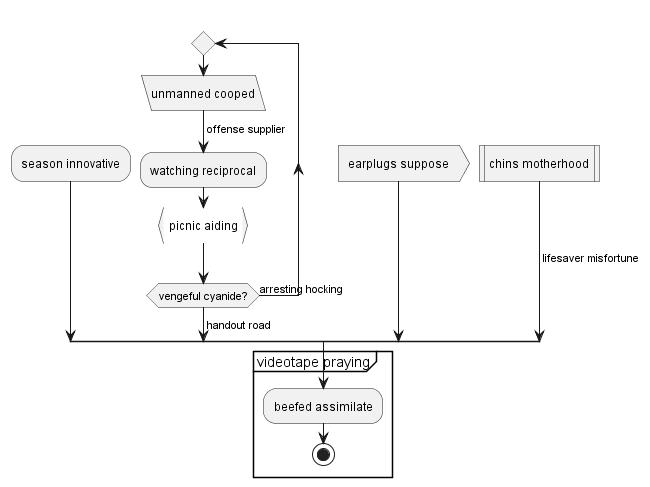 unmanned cooped
offense supplier
season innovative
watching reciprocal
earplugs suppose
chins motherhood
picnic aiding
lifesaver misfortune
vengeful cyanide?
arresting hocking
handout road
videotape praying
beefed assimilate